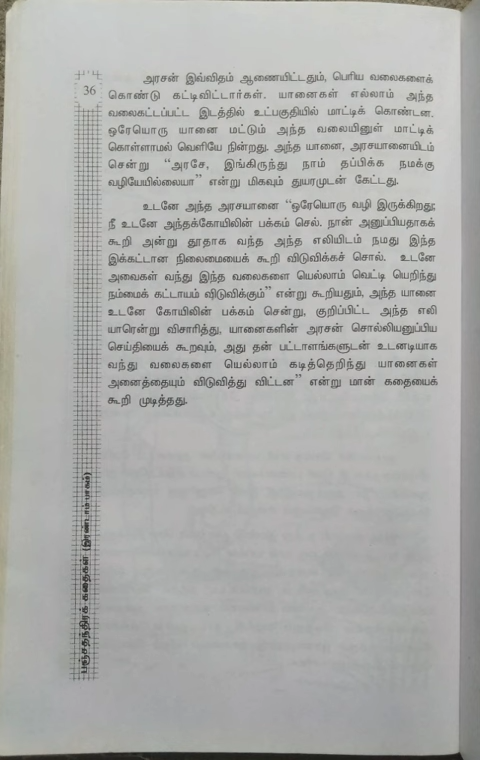 36
அரசன் இவ்விதம் ஆணையிட்டதும், பெரிய வலைகளைக்
கொண்டு கட்டிவிட்டார்கள். யானைகள் எல்லாம் அந்த
வலைகட்டப்பட்ட இடத்தில் உட்பகுதியில் மாட்டிக் கொண்டன.
ஒரேயொரு யானை மட்டும் அந்த வலையினுள் மாட்டிக்
கொள்ளாமல் வெளியே நின்றது. அந்த யானை, அரசயானையிடம்
சென்று “அரசே, இங்கிருந்து நாம் தப்பிக்க நமக்கு
வழியேயில்லையா” என்று மிகவும் துயரமுடன் கேட்டது.
உடனே அந்த அரசயானை “ஒரேயொரு வழி இருக்கிறது;
நீ உடனே அந்தக்கோயிலின் பக்கம் செல். நான் அனுப்பியதாகக்
கூறி அன்று தூதாக வந்த அந்த எலியிடம் நமது இந்த
இக்கட்டான நிலைமையைக் கூறி விடுவிக்கச் சொல். உடனே
அவைகள் வந்து இந்த வலைகளை யெல்லாம் வெட்டி யெறிந்து
நம்மைக் கட்டாயம் விடுவிக்கும்” என்று கூறியதும், அந்த யானை
உடனே கோயிலின் பக்கம் சென்று, குறிப்பிட்ட அந்த எலி
யாரென்று விசாரித்து, யானைகளின் அரசன் சொல்லியனுப்பிய
செய்தியைக் கூறவும், அது தன் பட்டாளங்களுடன் உடனடியாக
வந்து வலைகளை யெல்லாம் கடித்தெறிந்து யானைகள்
அனைத்தையும் விடுவித்து விட்டன” என்று மான் கதையைக்
கூறி முடித்தது.
பஞ்சதந்திரக் கதைகள் (இரண்டாம் பாகம்)